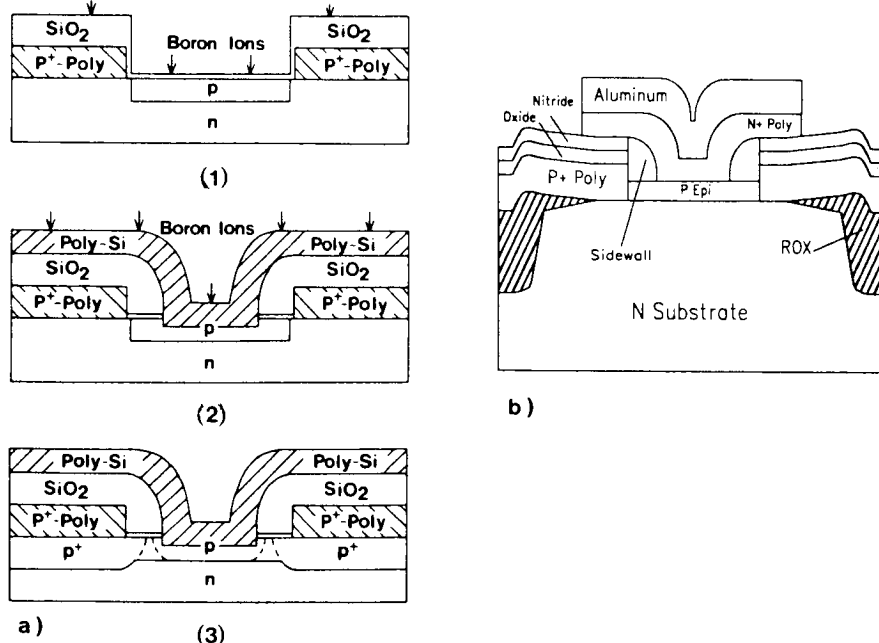 SiO2
Boron Ions
SiO2
P+-Poly
P+-Poly
p
n
(1)
Boron Ions
Poly-Si
Poly-Si
SiO2
SiO2
P+-Poly
P+-Poly
p
n
(2)
Poly-Si
Poly-Si
SiO2
SiO2
P+-Poly
P+-Poly
p+
p
p+
n
a)
(3)
Aluminum
Nitride
Oxide
N+ Poly
P+ Poly
P Epi
Sidewall
ROX
N Substrate
b)